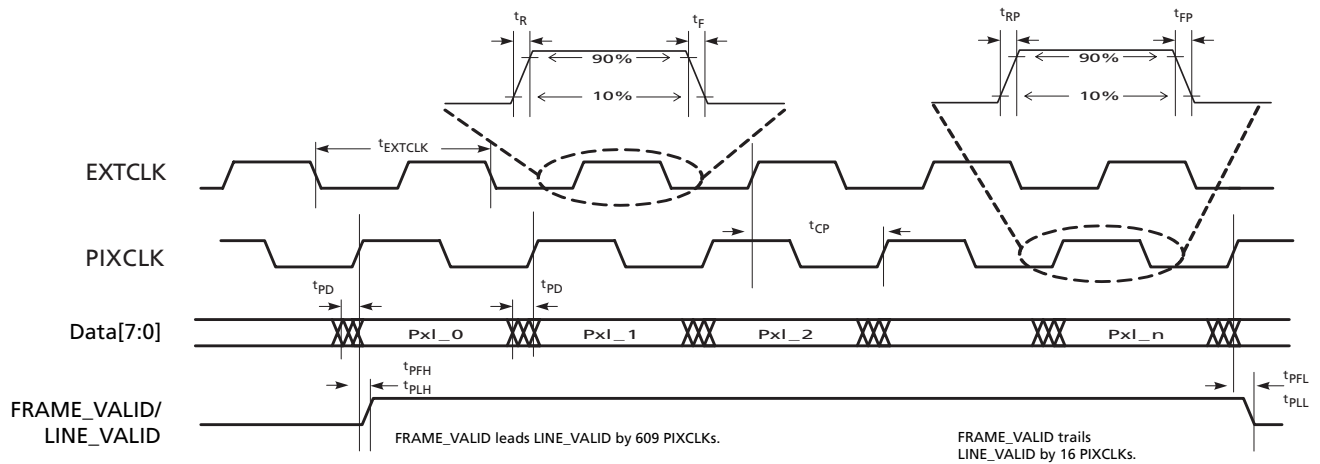 tR
tF
tRP
tFP
90%
90%
10%
10%
tEXTCLK
EXTCLK
tCP
PIXCLK
tPD
tPD
Data[7:0]
Pxl_0
Pxl_1
Pxl_2
Pxl_n
tPFH
tPLH
tPFL
tPLL
FRAME_VALID/
LINE_VALID
FRAME_VALID leads LINE_VALID by 609 PIXCLKs.
FRAME_VALID trails
LINE_VALID by 16 PIXCLKs.